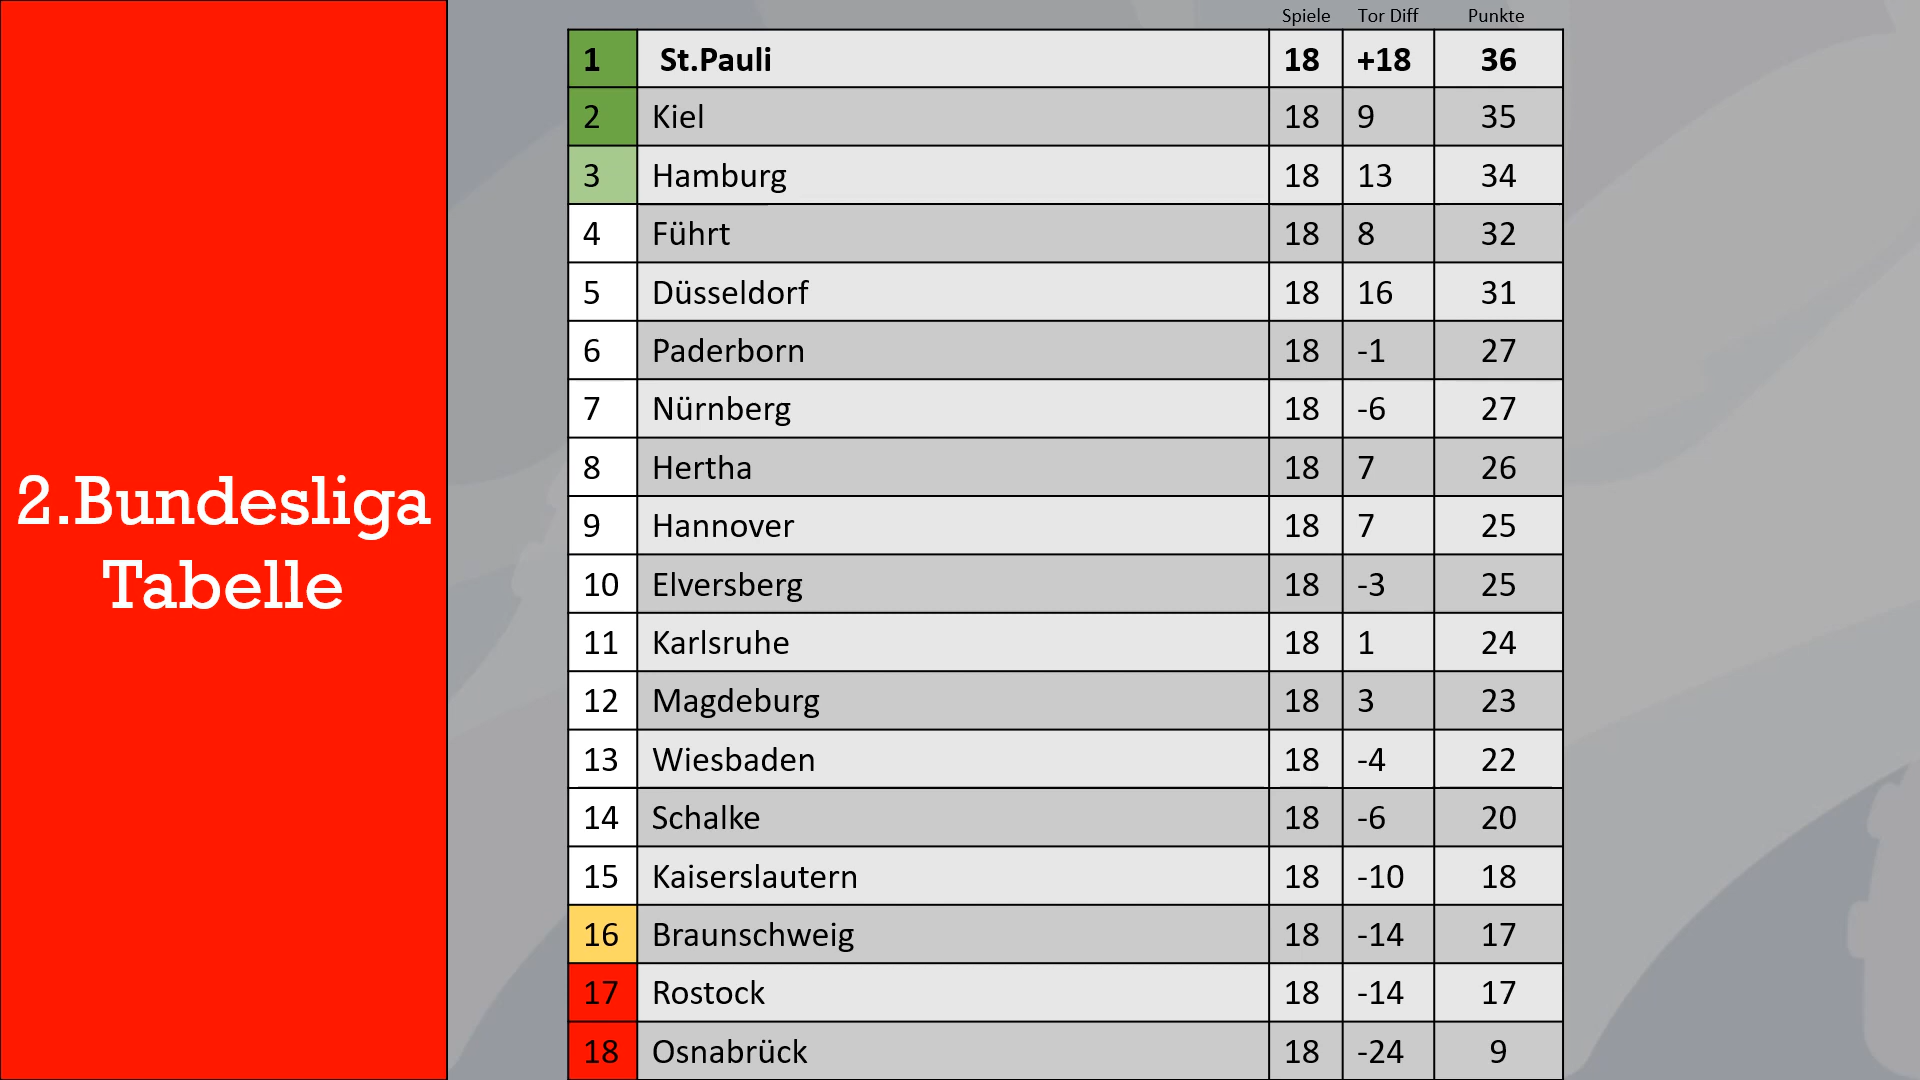 2.Bundesliga
Tabelle
Spiele Tor Diff Punkte
1 St.Pauli 18 +18 36
2 Kiel 18 9 35
3 Hamburg 18 13 34
4 Führt 18 8 32
5 Düsseldorf 18 16 31
6 Paderborn 18 -1 27
7 Nürnberg 18 -6 27
8 Hertha 18 7 26
9 Hannover 18 7 25
10 Elversberg 18 -3 25
11 Karlsruhe 18 1 24
12 Magdeburg 18 3 23
13 Wiesbaden 18 -4 22
14 Schalke 18 -6 20
15 Kaiserslautern 18 -10 18
16 Braunschweig 18 -14 17
17 Rostock 18 -14 17
18 Osnabrück 18 -24 9